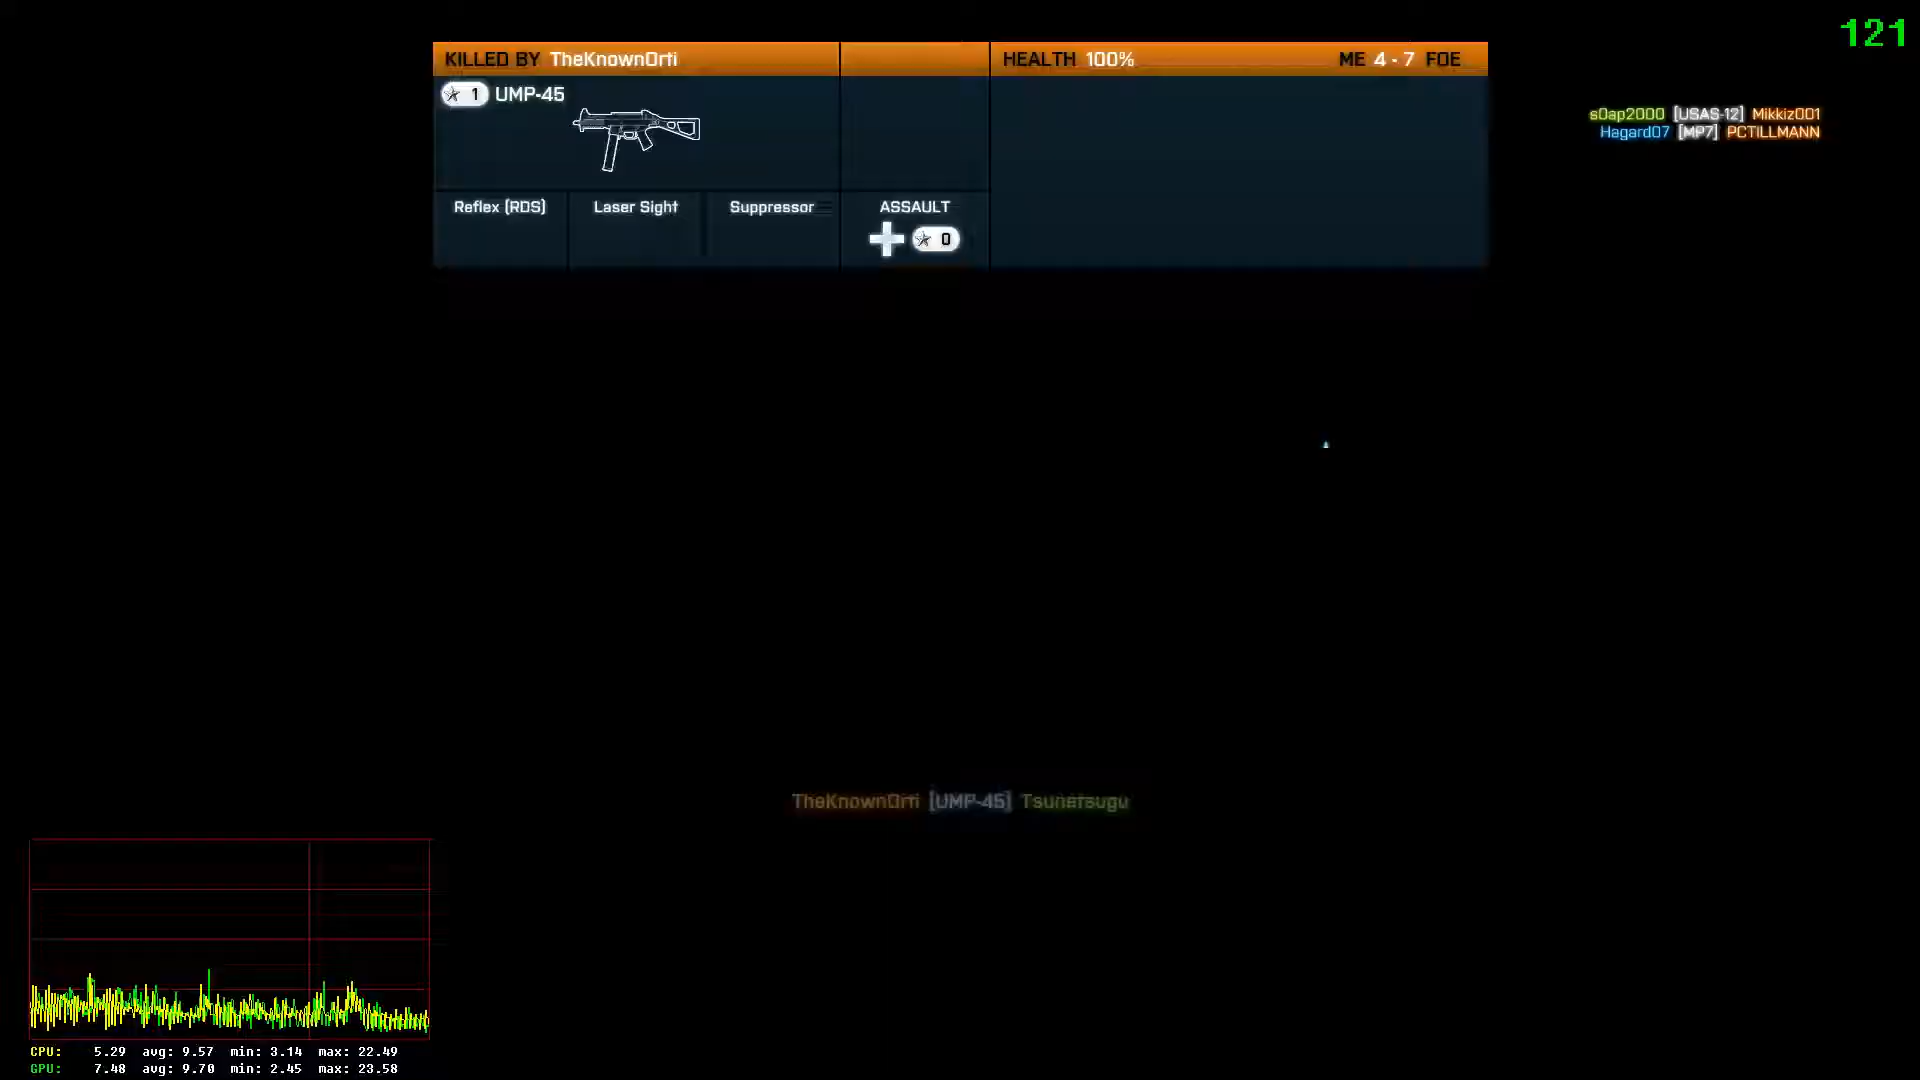 121
KILLED BY TheKnownOrti HEALTH 100% ME 4 - 7 FOE
1 UMP-45
s0ap2000 [USAS-12] Mikkiz001
Hagard07 [MP7] PCTILLMANN
Reflex (RDS) Laser Sight Suppressor ASSAULT
0
TheKnownOrti [UMP-45] Tsunetsugu
CPU: 5.29 avg: 9.57 min: 3.14 max: 22.49
GPU: 7.48 avg: 9.70 min: 2.45 max: 23.58